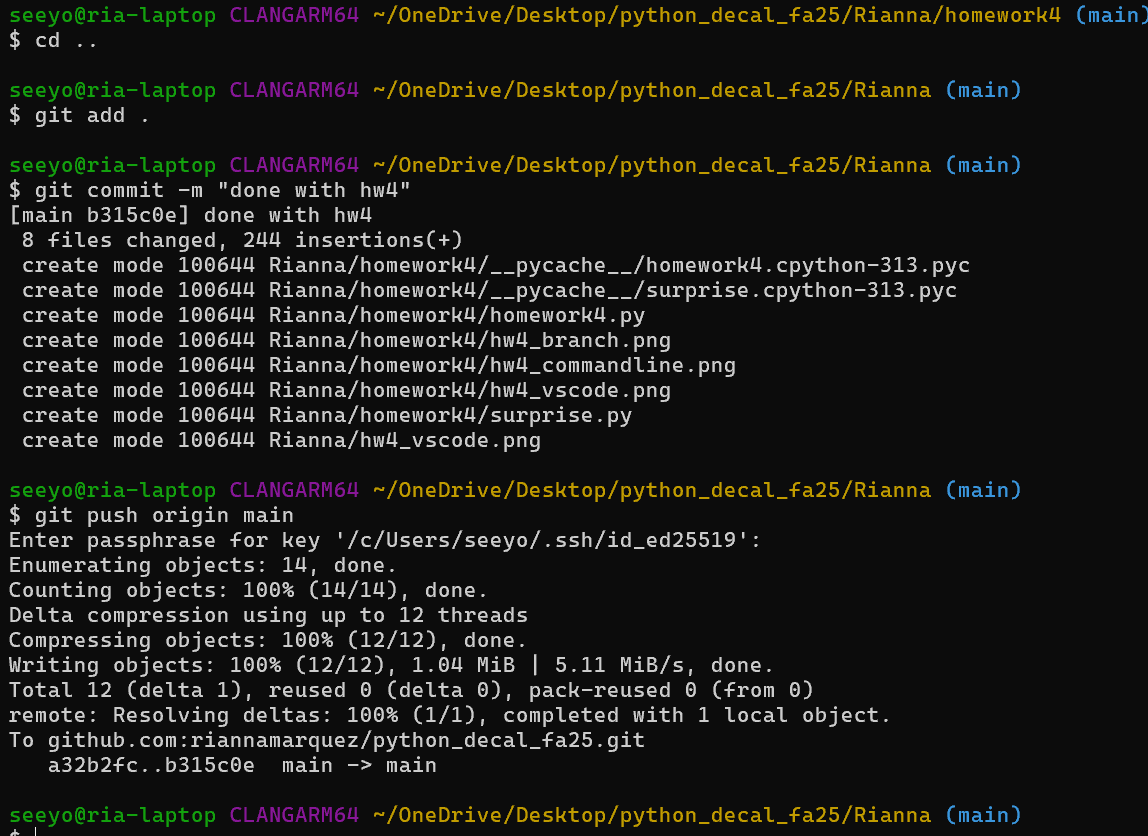 seeyo@ria-laptop CLANGARM64 ~/OneDrive/Desktop/python_decal_fa25/Rianna/homework4 (main)
$ cd ..
seeyo@ria-laptop CLANGARM64 ~/OneDrive/Desktop/python_decal_fa25/Rianna (main)
$ git add .
seeyo@ria-laptop CLANGARM64 ~/OneDrive/Desktop/python_decal_fa25/Rianna (main)
$ git commit -m "done with hw4"
[main b315c0e] done with hw4
 8 files changed, 244 insertions(+)
 create mode 100644 Rianna/homework4/__pycache__/homework4.cpython-313.pyc
 create mode 100644 Rianna/homework4/__pycache__/surprise.cpython-313.pyc
 create mode 100644 Rianna/homework4/homework4.py
 create mode 100644 Rianna/homework4/hw4_branch.png
 create mode 100644 Rianna/homework4/hw4_commandline.png
 create mode 100644 Rianna/homework4/hw4_vscode.png
 create mode 100644 Rianna/homework4/surprise.py
 create mode 100644 Rianna/hw4_vscode.png
seeyo@ria-laptop CLANGARM64 ~/OneDrive/Desktop/python_decal_fa25/Rianna (main)
$ git push origin main
Enter passphrase for key '/c/Users/seeyo/.ssh/id_ed25519':
Enumerating objects: 14, done.
Counting objects: 100% (14/14), done.
Delta compression using up to 12 threads
Compressing objects: 100% (12/12), done.
Writing objects: 100% (12/12), 1.04 MiB | 5.11 MiB/s, done.
Total 12 (delta 1), reused 0 (delta 0), pack-reused 0 (from 0)
remote: Resolving deltas: 100% (1/1), completed with 1 local object.
To github.com:riannamarquez/python_decal_fa25.git
   a32b2fc..b315c0e  main -> main
seeyo@ria-laptop CLANGARM64 ~/OneDrive/Desktop/python_decal_fa25/Rianna (main)
$